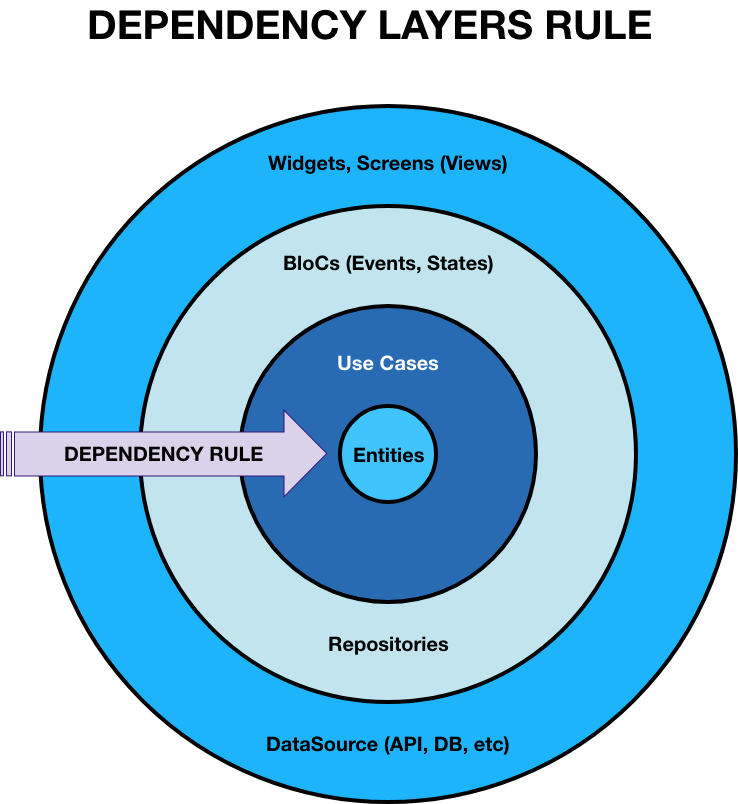 DEPENDENCY LAYERS RULE
Widgets, Screens (Views)
BloCs (Events, States)
Use Cases
DEPENDENCY RULE
Entities
Repositories
DataSource (API, DB, etc)